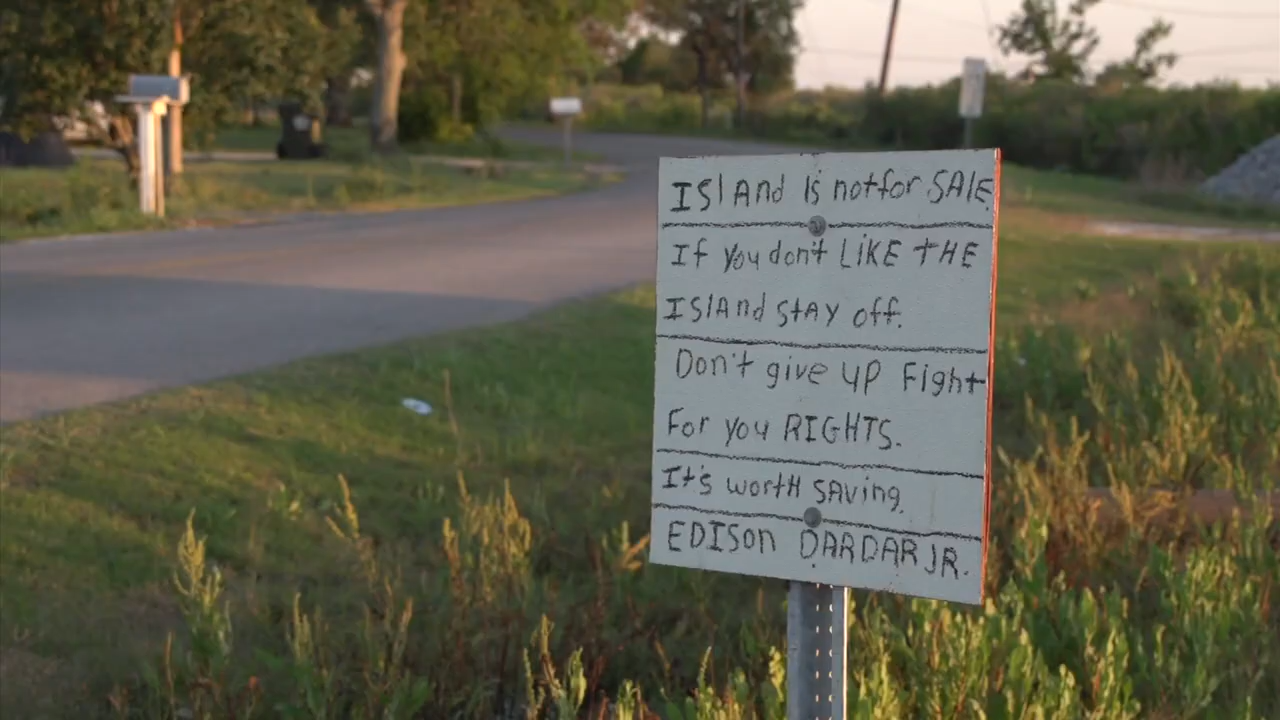 ISlAnd Is not for SAlE
If you don't LIKE tHE
ISlAnd StAY off.
Don't give up Fight
For you RIGHTS.
It's wortH SAving.
EDISon DARDAR JR.